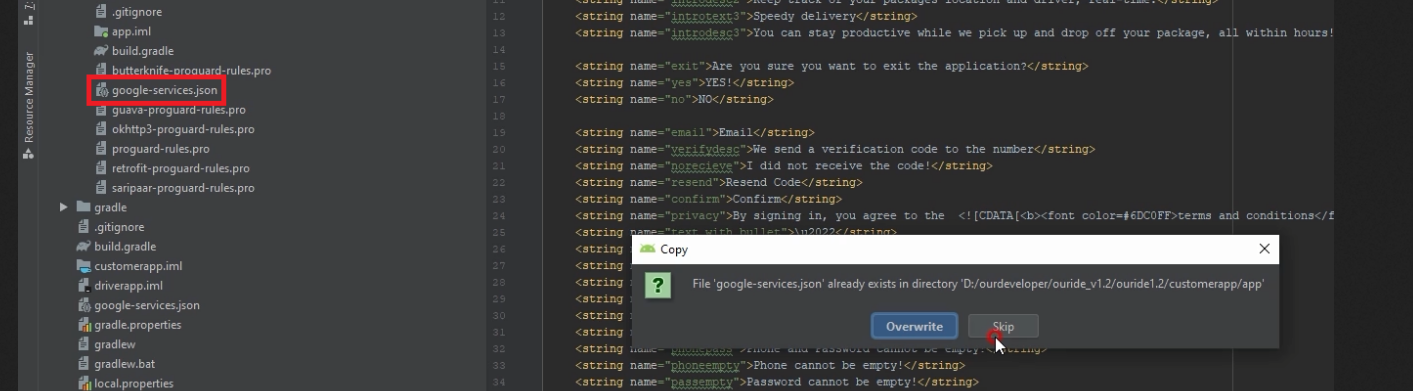 7:
Resource Manager
.gitignore
app.iml
build.gradle
butterknife-proguard-rules.pro
google-services.json
guava-proguard-rules.pro
okhttp3-proguard-rules.pro
proguard-rules.pro
retrofit-proguard-rules.pro
saripaar-proguard-rules.pro
gradle
.gitignore
build.gradle
customerapp.iml
driverapp.iml
google-services.json
gradle.properties
gradlew
gradlew.bat
local.properties
11 <string name="introdesc2">Keep track of your packages location and driver, real-time.</string>
12 <string name="introtext3">Speedy delivery</string>
13 <string name="introdesc3">You can stay productive while we pick up and drop off your package, all within hours!
14
15 <string name="exit">Are you sure you want to exit the application?</string>
16 <string name="yes">YES!</string>
17 <string name="no">NO</string>
18
19 <string name="email">Email</string>
20 <string name="verifydesc">We send a verification code to the number</string>
21 <string name="norecieve">I did not receive the code!</string>
22 <string name="resend">Resend Code</string>
23 <string name="confirm">Confirm</string>
24 <string name="privacy">By signing in, you agree to the <![CDATA[<b><font color=#6DC0FF>terms and conditions</f
25 <string name="text_with_bullet">\u2022</string>
26 <string
27 <string
28 <string
29 <string
30 <string
31 <string
32 <string name="phonepass">Phone and Password cannot be empty!</string>
33 <string name="phoneempty">Phone cannot be empty!</string>
34 <string name="passempty">Password cannot be empty!</string>
Copy
File 'google-services.json' already exists in directory 'D:/ourdeveloper/ouride_v1.2/ouride1.2/customerapp/app'
Overwrite
Skip